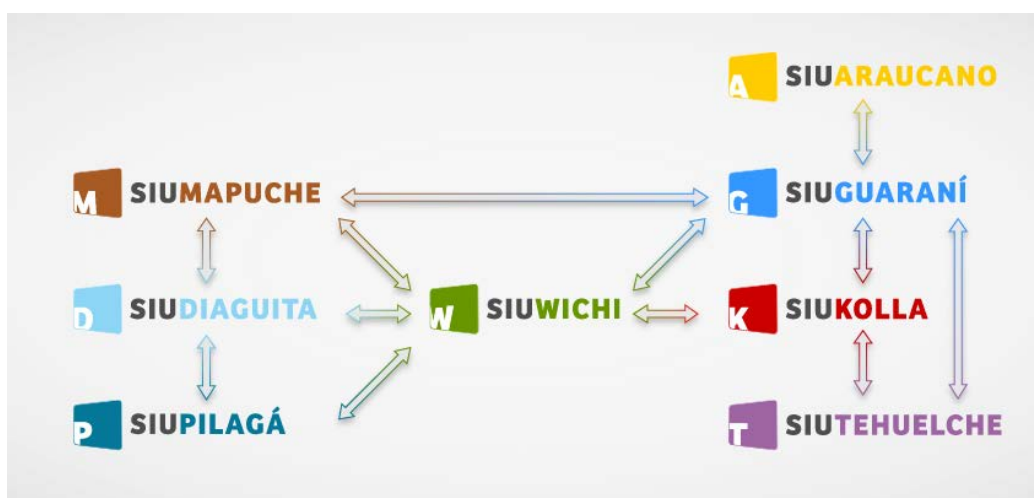 A SIUARAUCANO
M SIUMAPUCHE
G SIUGUARANÍ
D SIUDIAGUITA
W SIUWICHI
K SIUKOLLA
P SIUPILAGÁ
T SIUTEHUELCHE